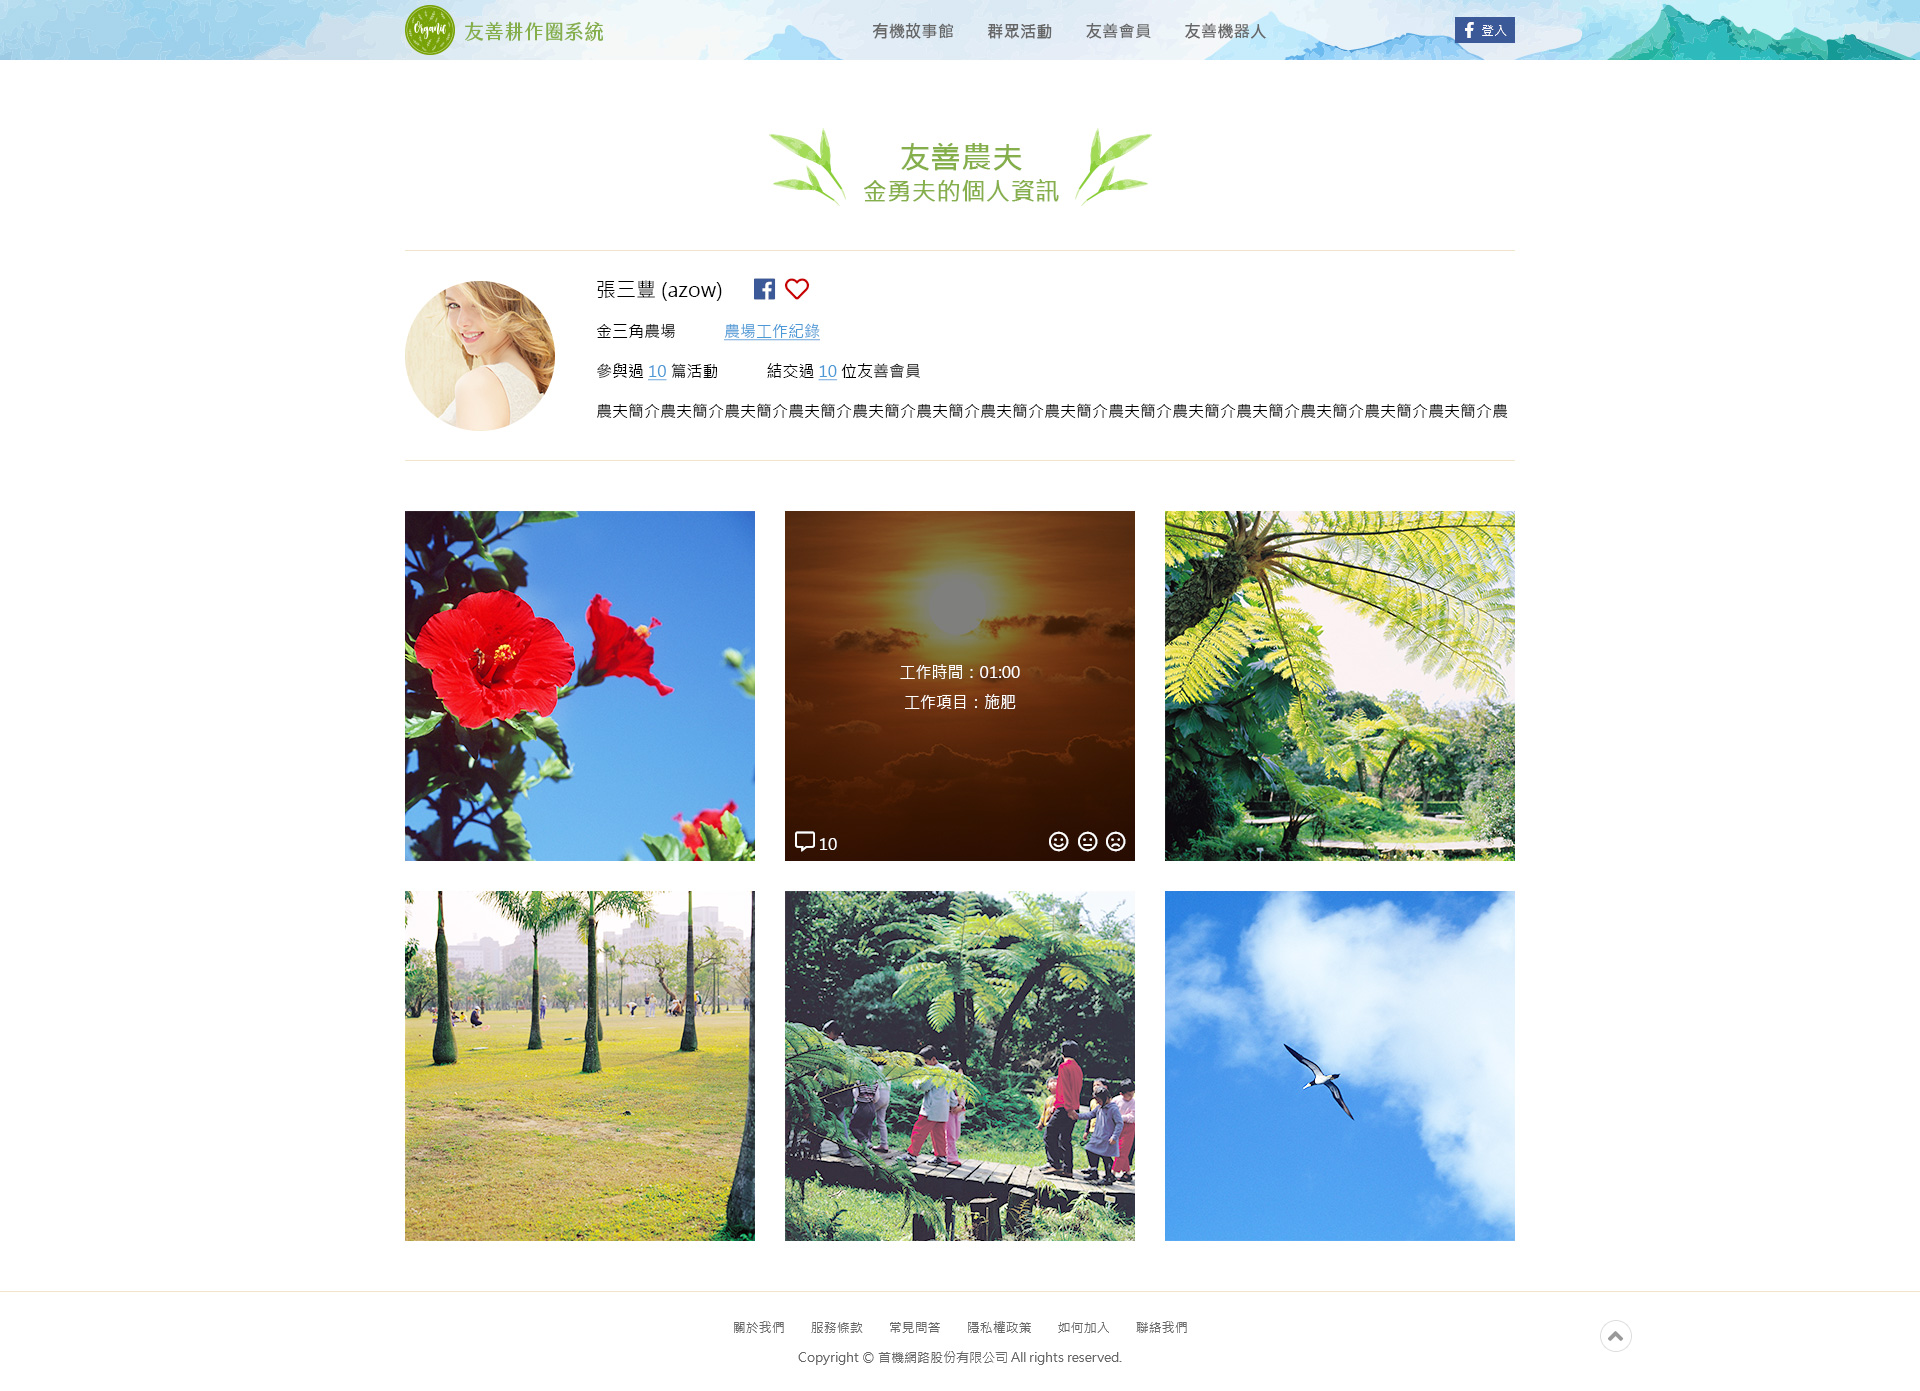 Organic 友善耕作圈系統
有機故事館 群眾活動 友善會員 友善機器人
登入
友善農夫
金勇夫的個人資訊
張三豐 (azow)
金三角農場 農場工作紀錄
參與過 10 篇活動 結交過 10 位友善會員
農夫簡介農夫簡介農夫簡介農夫簡介農夫簡介農夫簡介農夫簡介農夫簡介農夫簡介農夫簡介農夫簡介農夫簡介農夫簡介農夫簡介農
工作時間：01:00
工作項目：施肥
10
關於我們 服務條款 常見問答 隱私權政策 如何加入 聯絡我們
Copyright © 首機網路股份有限公司 All rights reserved.